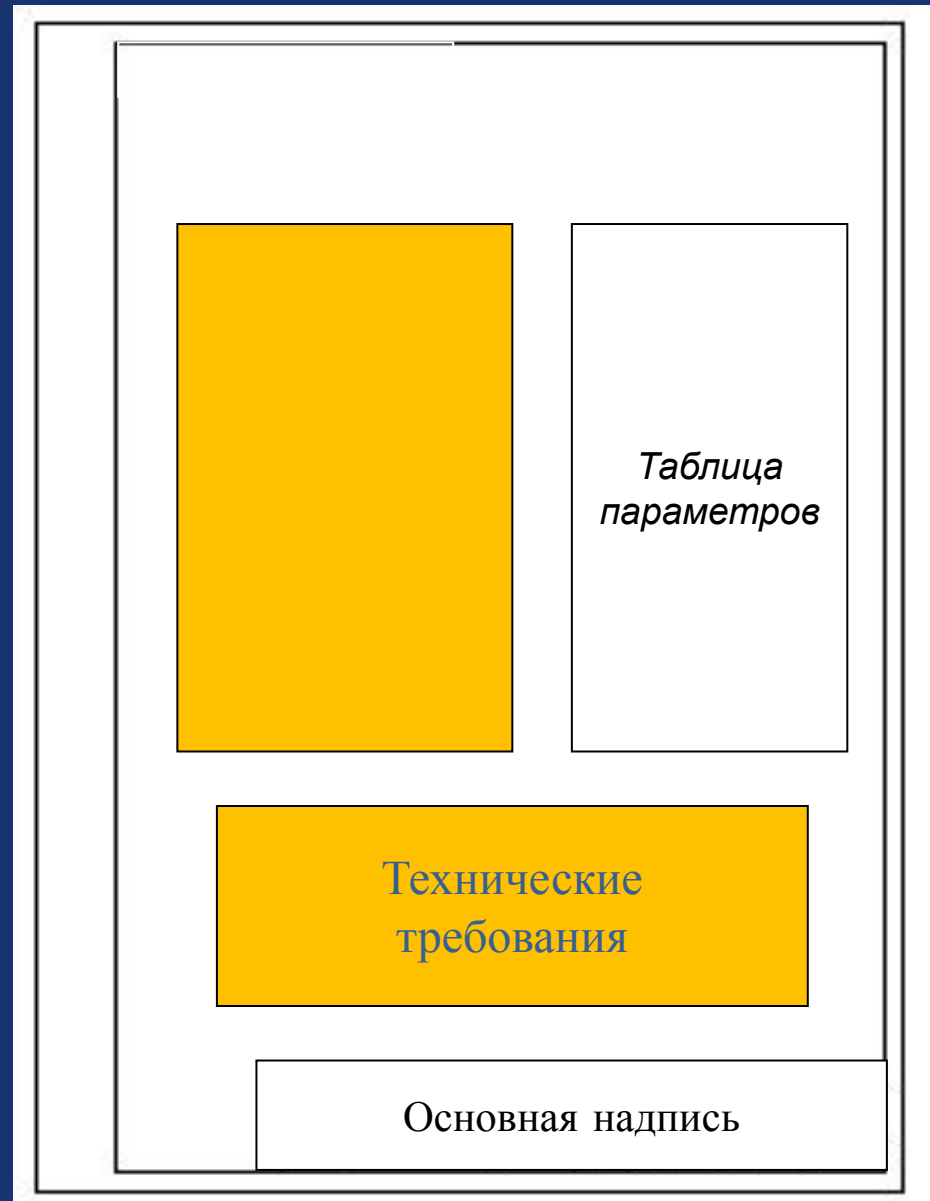 Таблица
параметров
Технические
требования
Основная надпись